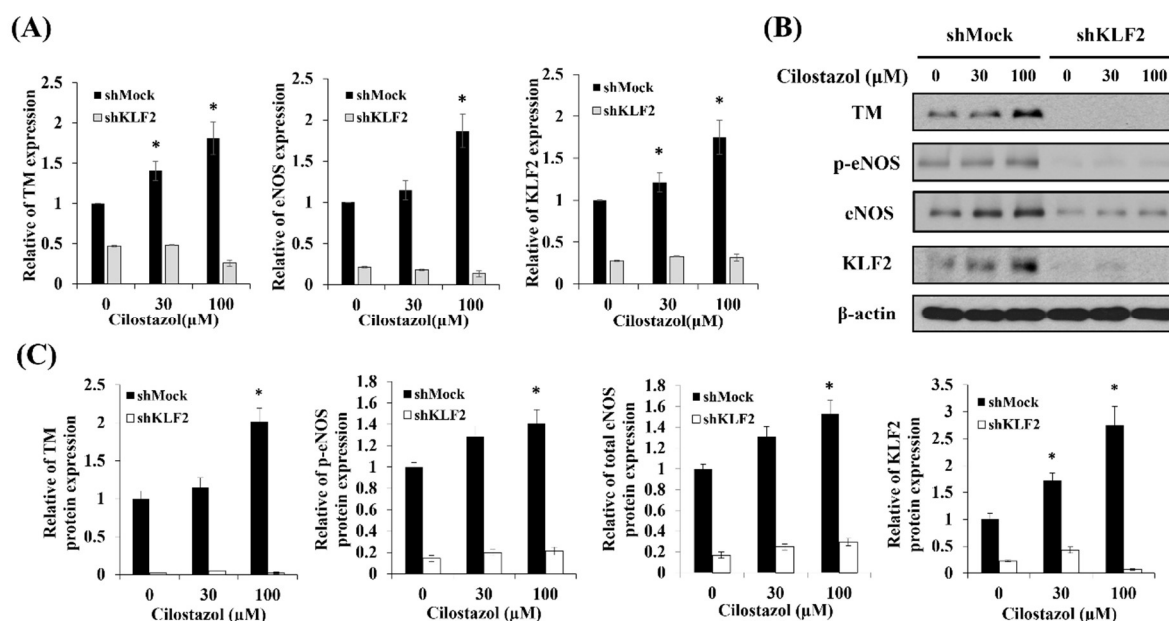 (A)
Relative of TM expression
2.5
2
1.5
1
0.5
0
shMock
shKLF2
*
*
0 30 100
Cilostazol(µM)
Relative of eNOS expression
2.5
2
1.5
1
0.5
0
shMock
shKLF2
*
0 30 100
Cilostazol(µM)
Relative of KLF2 expression
2.5
2
1.5
1
0.5
0
shMock
shKLF2
*
*
0 30 100
Cilostazol(µM)
(B)
shMock shKLF2
Cilostazol (µM) 0 30 100 0 30 100
TM
p-eNOS
eNOS
KLF2
β-actin
(C)
Relative of TM
protein expression
2.5
2
1.5
1
0.5
0
shMock
shKLF2
*
0 30 100
Cilostazol (µM)
Relative of p-eNOS
protein expression
1.8
1.6
1.4
1.2
1
0.8
0.6
0.4
0.2
0
shMock
shKLF2
*
0 30 100
Cilostazol (µM)
Relative of total eNOS
protein expression
1.8
1.6
1.4
1.2
1
0.8
0.6
0.4
0.2
0
shMock
shKLF2
*
0 30 100
Cilostazol (µM)
Relative of KLF2
protein expression
3.5
3
2.5
2
1.5
1
0.5
0
shMock
shKLF2
*
*
0 30 100
Cilostazol (µM)